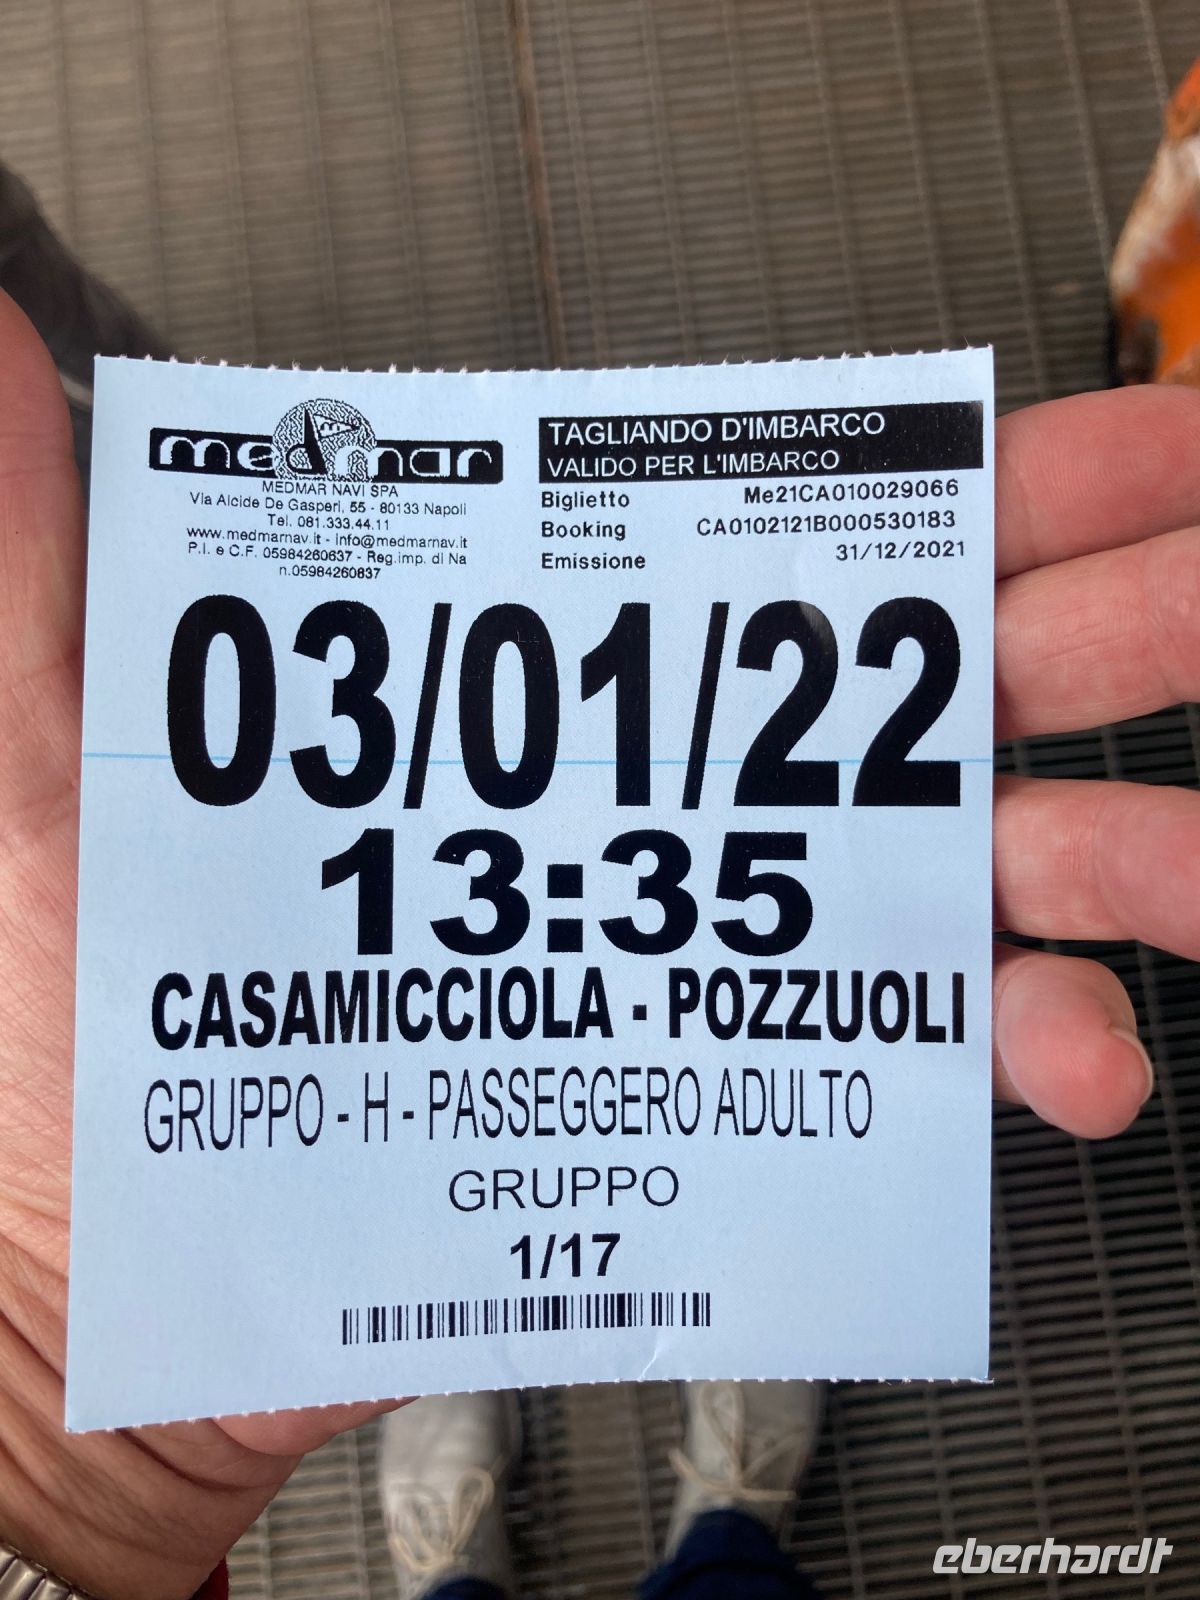 medmar
MEDMAR NAVI SPA
Via Alcide De Gasperi, 55 - 80133 Napoli
Tel. 081.333.44.11
www.medmarnav.it - info@medmarnav.it
P.I. e C.F. 05984260637 - Reg.imp. di Na
n.05984260637
TAGLIANDO D'IMBARCO
VALIDO PER L'IMBARCO
Biglietto Me21CA010029066
Booking CA0102121B000530183
Emissione 31/12/2021
03/01/22
13:35
CASAMICCIOLA - POZZUOLI
GRUPPO - H - PASSEGGERO ADULTO
GRUPPO
1/17
eberhardt